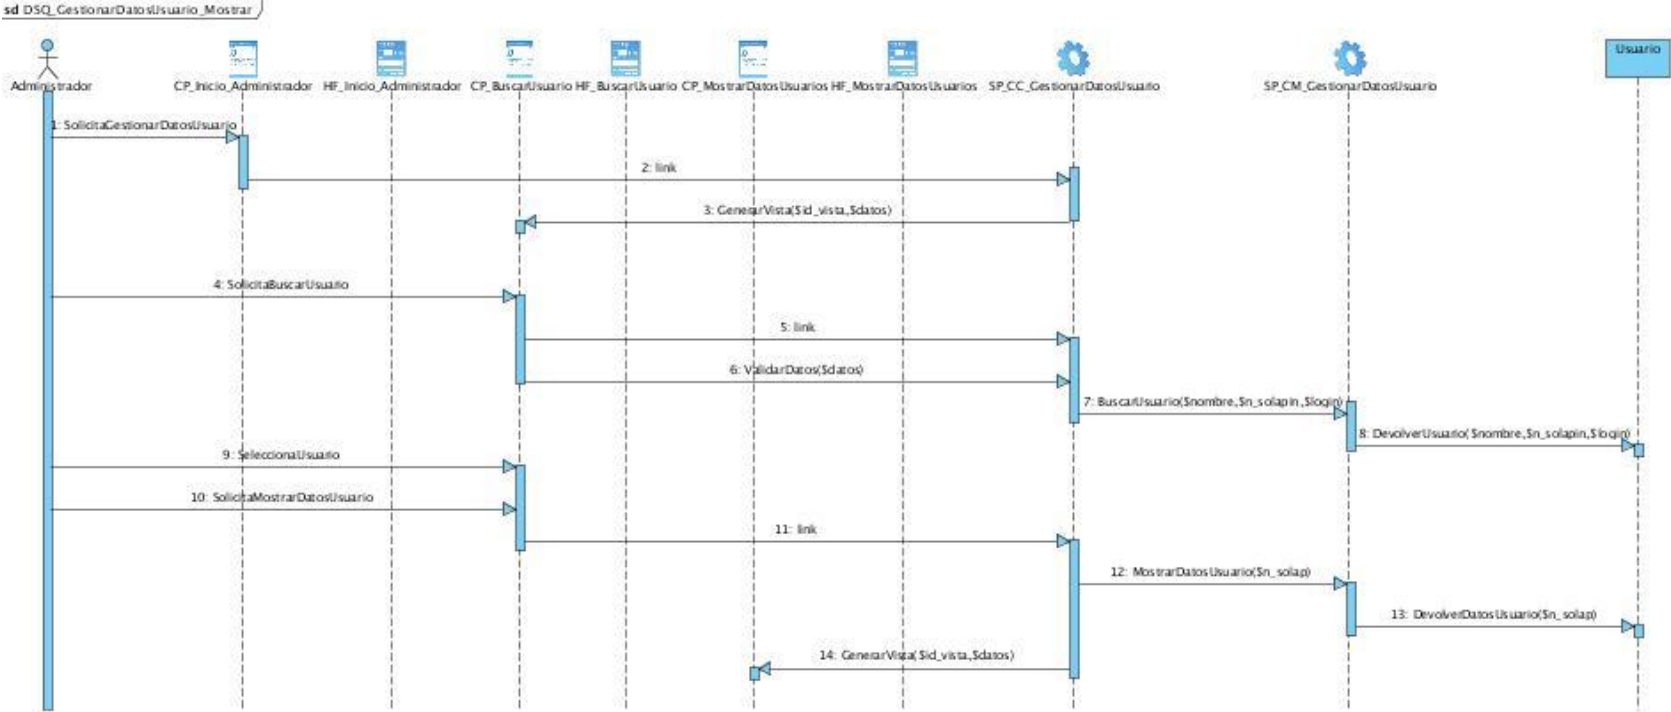 sd DSQ_GestionarDatosUsuario_Mostrar
Usuario
Administrador
CP_Inicio_Administrador
HF_Inicio_Administrador
CP_BuscarUsuario
HF_BuscarUsuario
CP_MostrarDatosUsuarios
HF_MostrarDatosUsuarios
SP_CC_GestionarDatosUsuario
SP_CM_GestionarDatosUsuario
1: SolicitaGestionarDatosUsuario
2: link
3: GenerarVista($id_vista,$datos)
4: SolicitaBuscarUsuario
5: link
6: ValidarDatos($datos)
7: BuscarUsuario($nombre,$n_solapin,$login)
8: DevolverUsuario($nombre,$n_solapin,$login)
9: SeleccionaUsuario
10: SolicitaMostrarDatosUsuario
11: link
12: MostrarDatosUsuario($n_solap)
13: DevolverDatosUsuario($n_solap)
14: GenerarVista($id_vista,$datos)